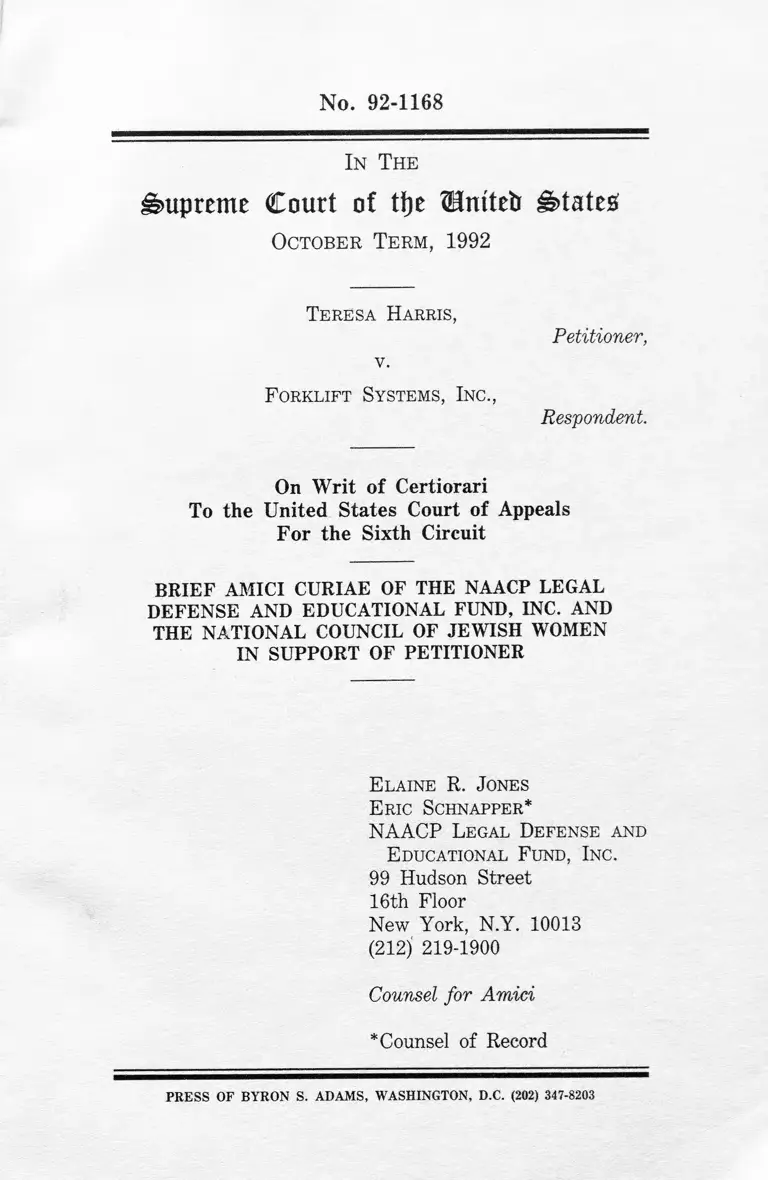 No. 92-1168
IN THE
Supreme Court of the United States
OCTOBER TERM, 1992
TERESA HARRIS,
Petitioner,
v.
FORKLIFT SYSTEMS, INC.,
Respondent.
On Writ of Certiorari
To the United States Court of Appeals
For the Sixth Circuit
BRIEF AMICI CURIAE OF THE NAACP LEGAL
DEFENSE AND EDUCATIONAL FUND, INC. AND
THE NATIONAL COUNCIL OF JEWISH WOMEN
IN SUPPORT OF PETITIONER
ELAINE R. JONES
ERIC SCHNAPPER*
NAACP LEGAL DEFENSE AND
EDUCATIONAL FUND, INC.
99 Hudson Street
16th Floor
New York, N.Y. 10013
(212) 219-1900
Counsel for Amici
*Counsel of Record
PRESS OF BYRON S. ADAMS, WASHINGTON, D.C. (202) 347-8203